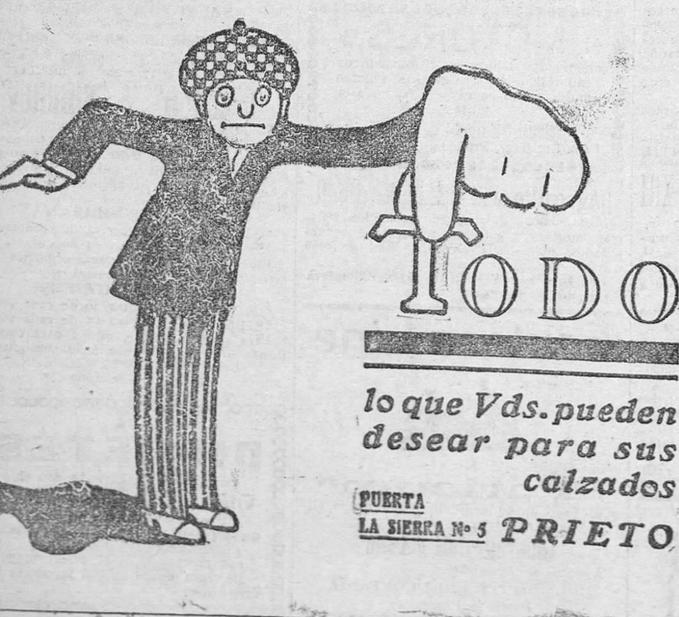 TODO
lo que Vds. pueden
desear para sus
calzados
PUERTA
LA SIERRA Nº 5
PRIETO